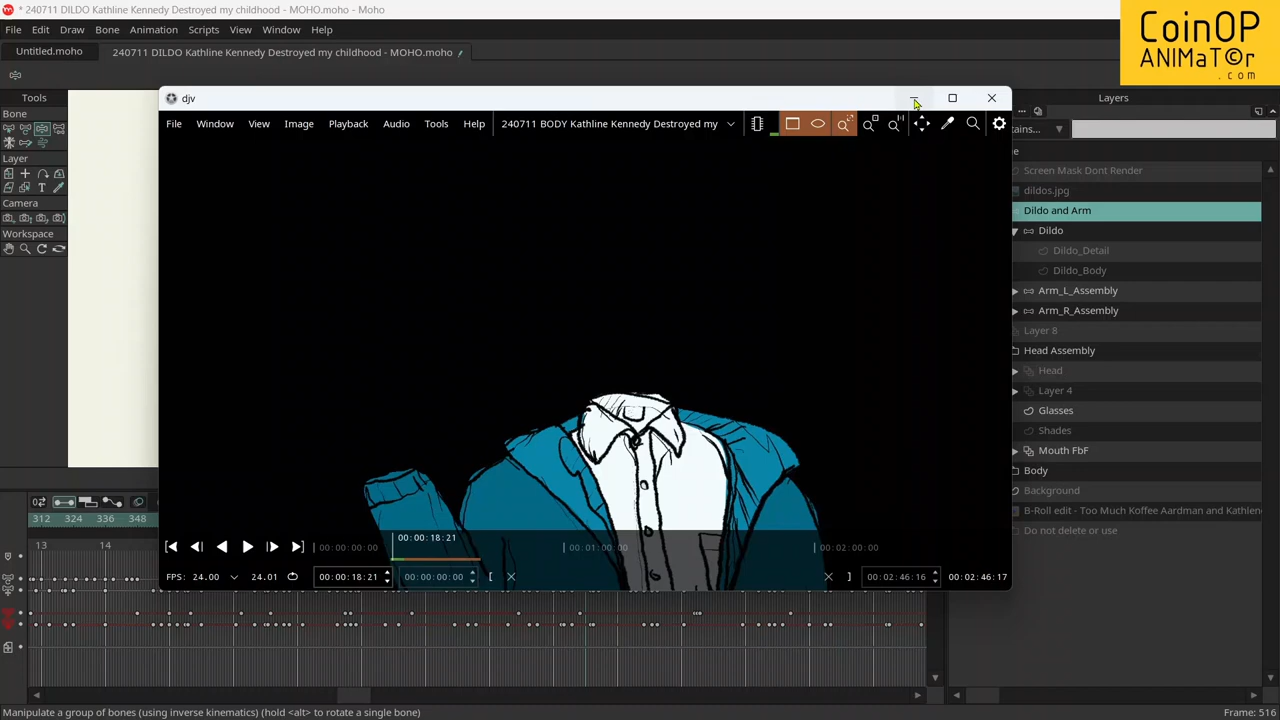 * 240711 DILDO Kathline Kennedy Destroyed my childhood - MOHO.moho - Moho
File Edit Draw Bone Animation Scripts View Window Help
Untitled.moho 240711 DILDO Kathline Kennedy Destroyed my childhood - MOHO.moho
CoinOP
ANIMaT©r
.com
Tools
Bone
Layer
Camera
Workspace
djv
File Window View Image Playback Audio Tools Help 240711 BODY Kathline Kennedy Destroyed my
Layers
tains...
Screen Mask Dont Render
dildos.jpg
Dildo and Arm
Dildo
Dildo_Detail
Dildo_Body
Arm_L_Assembly
Arm_R_Assembly
Layer 8
Head Assembly
Head
Layer 4
Glasses
Shades
Mouth FbF
Body
Background
B-Roll edit - Too Much Koffee Aardman and Kathlen
Do not delete or use
00:00:18:21
00:00:00:00 00:01:00:00 00:02:00:00
FPS: 24.00 24.01 00:00:18:21 00:00:00:00 [ 00:02:46:16 00:02:46:17
312 324 336 348
13 14
Manipulate a group of bones (using inverse kinematics) (hold <alt> to rotate a single bone)
Frame: 516